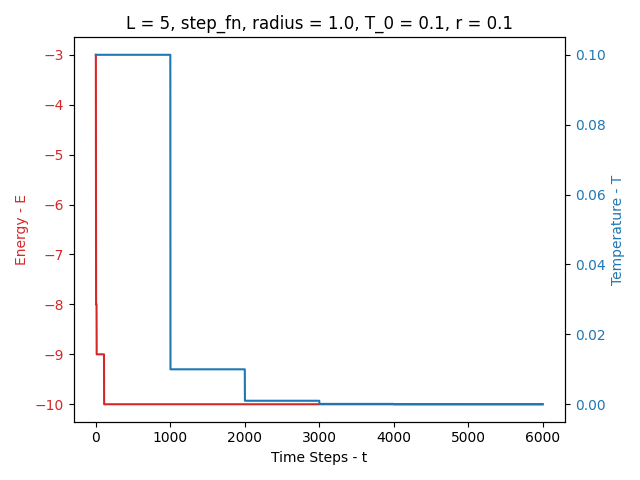 L = 5, step_fn, radius = 1.0, T_0 = 0.1, r = 0.1
−3
−4
−5
−6
−7
−8
−9
−10
Energy - E
0.10
0.08
0.06
0.04
0.02
0.00
Temperature - T
0 1000 2000 3000 4000 5000 6000
Time Steps - t